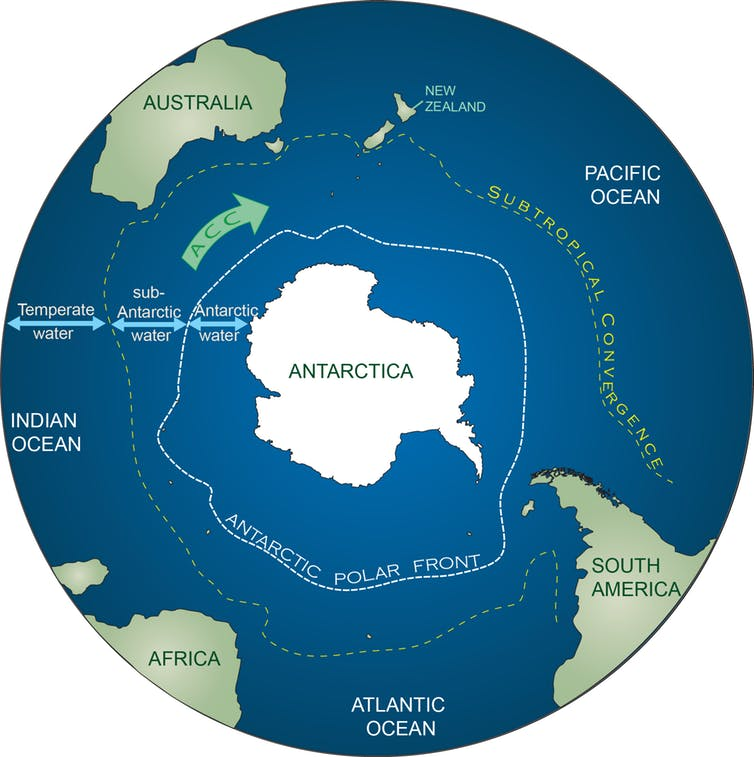 AUSTRALIA
NEW
ZEALAND
PACIFIC
OCEAN
SUBTROPICAL CONVERGENCE
ACC
Temperate
water
sub-
Antarctic
water
Antarctic
water
ANTARCTICA
INDIAN
OCEAN
ANTARCTIC POLAR FRONT
SOUTH
AMERICA
AFRICA
ATLANTIC
OCEAN